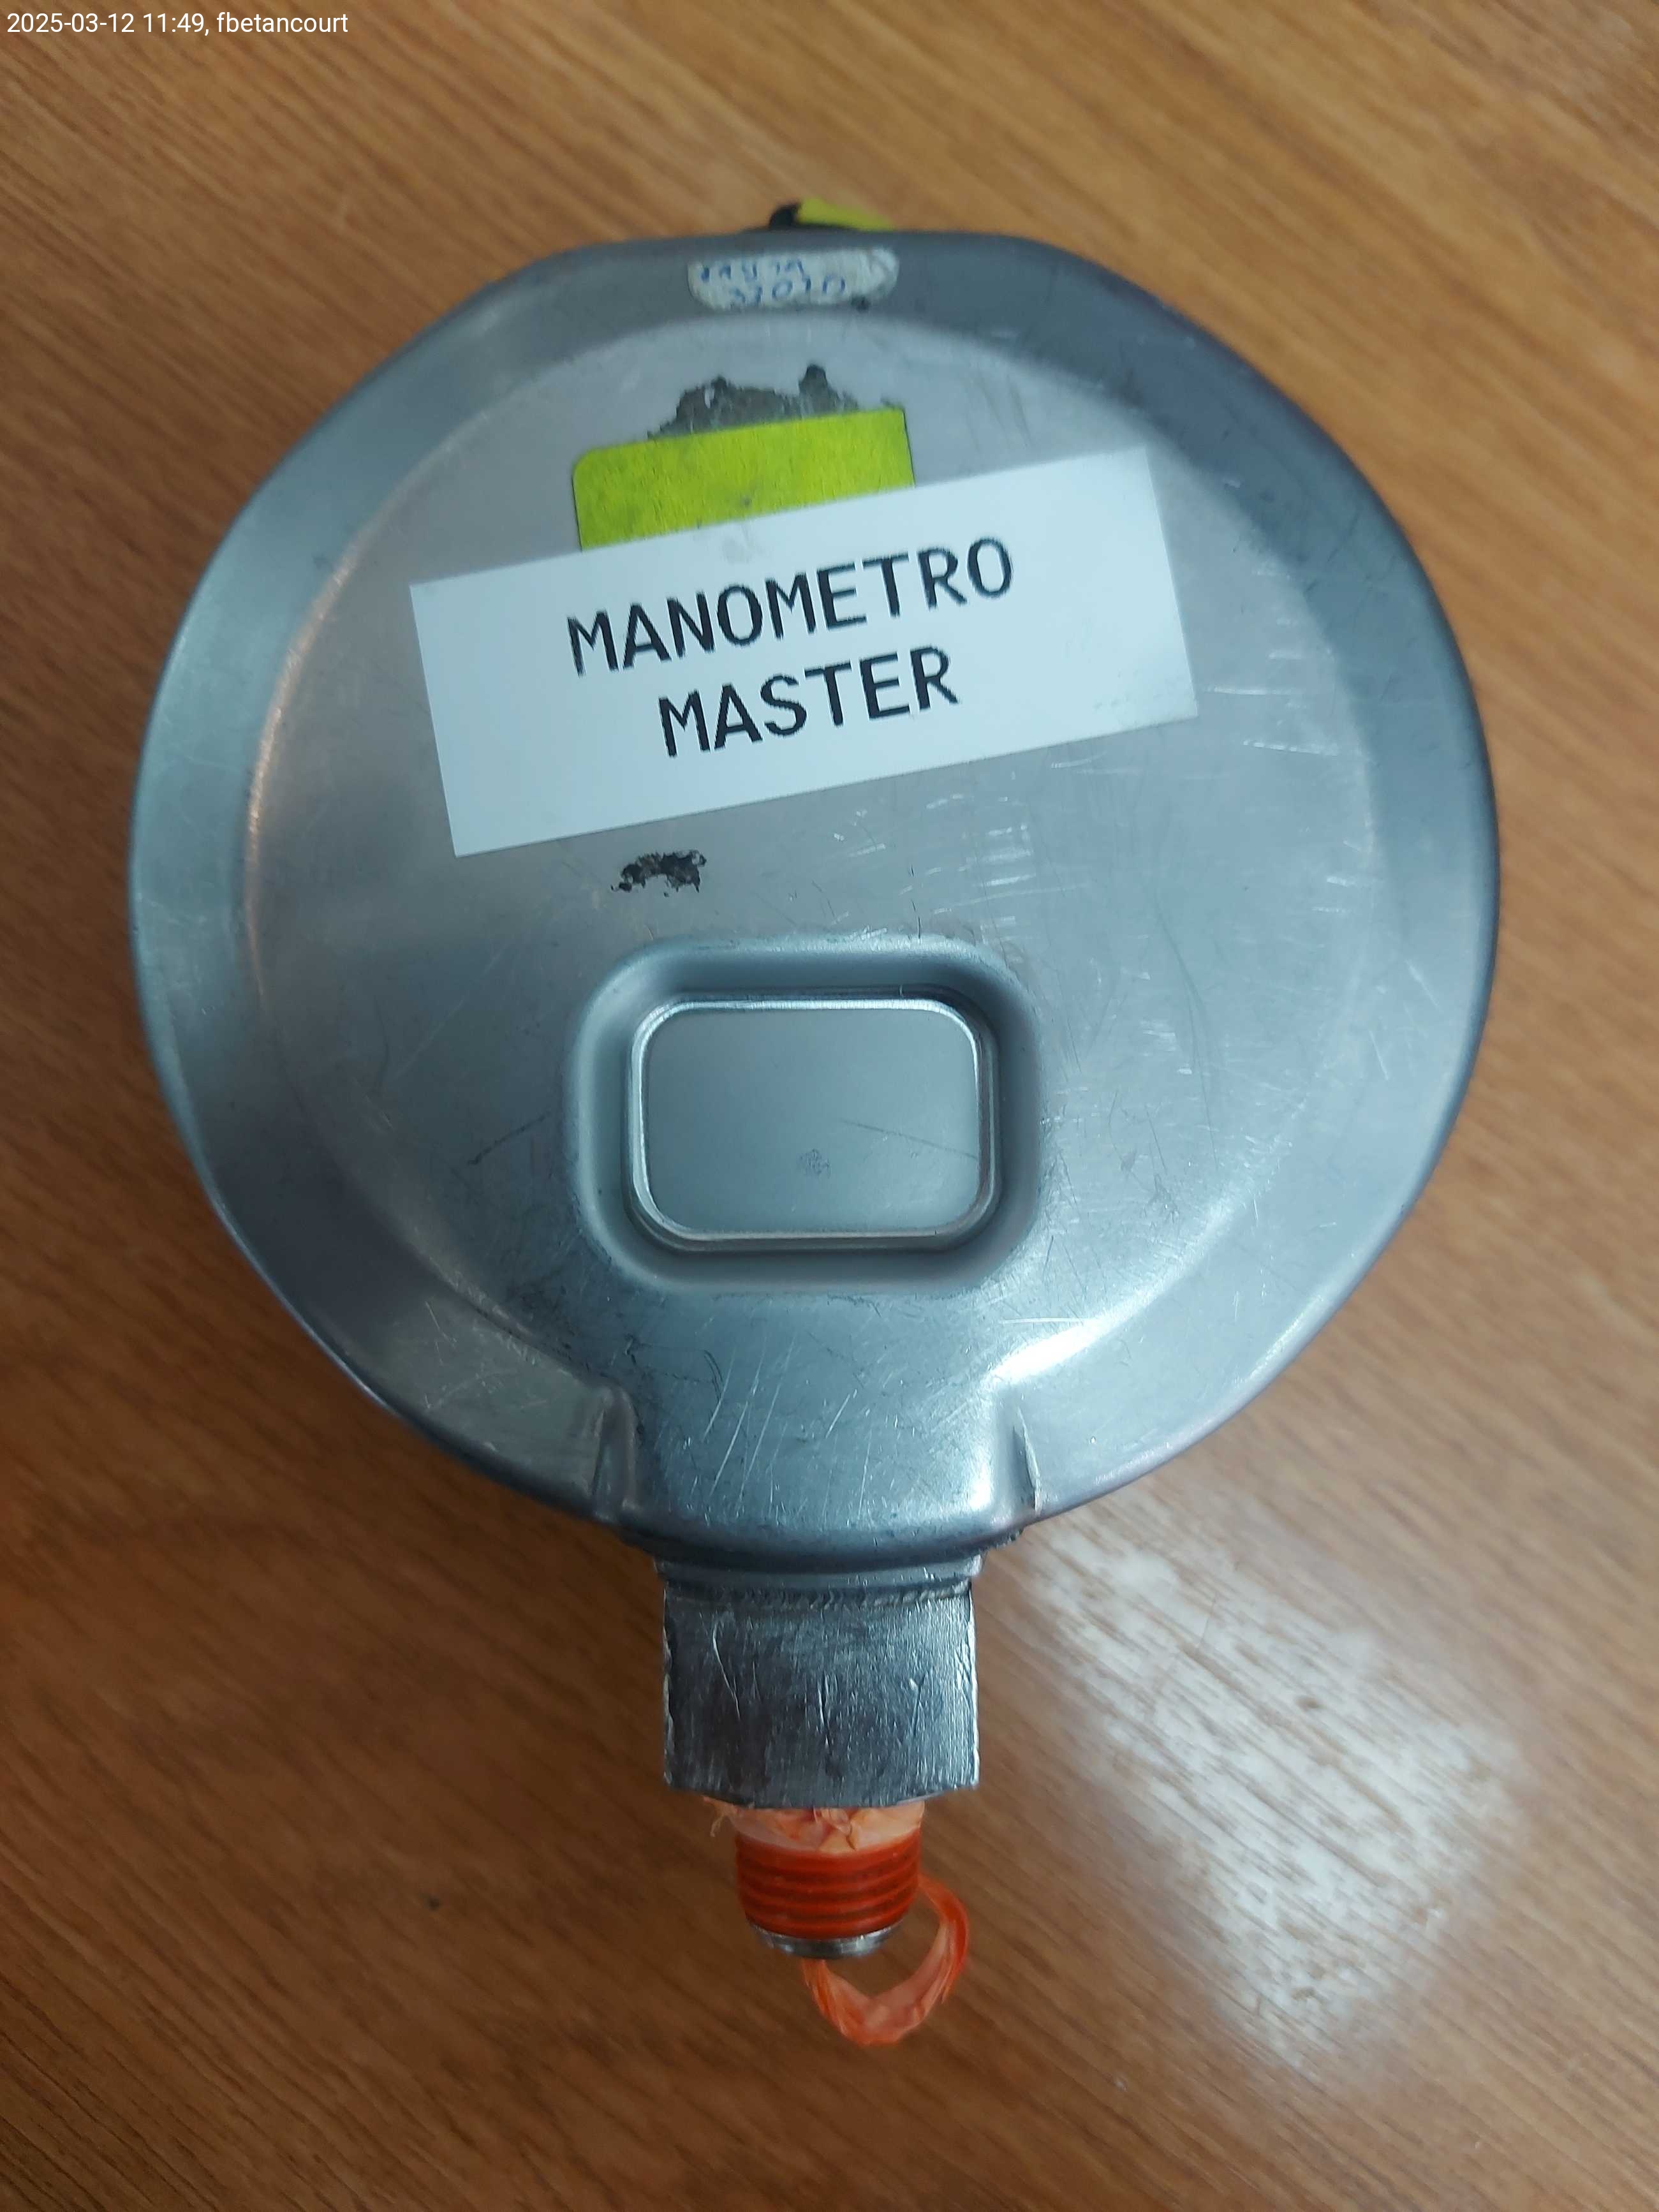 2025-03-12 11:49, fbetancourt
MANOMETRO
MASTER